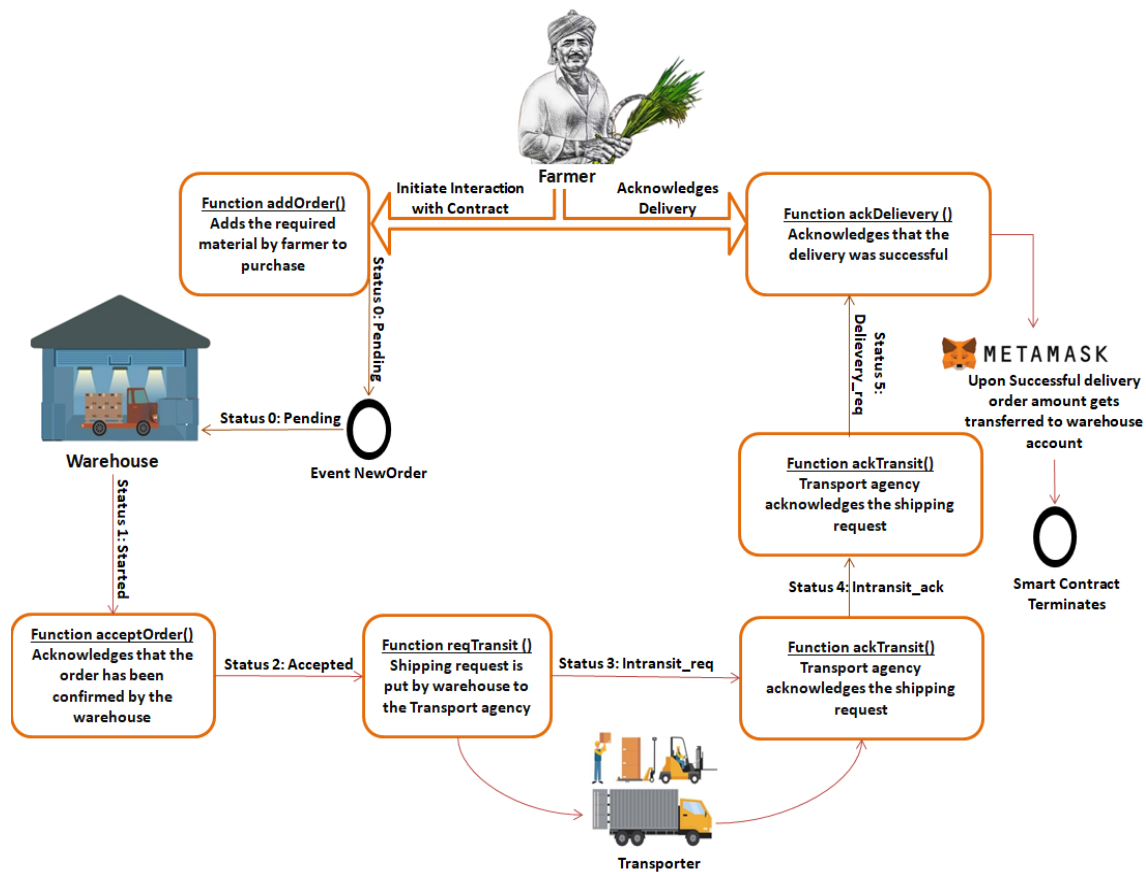 Farmer
Initiate Interaction
with Contract
Acknowledges
Delivery
Function addOrder()
Adds the required
material by farmer to
purchase
Function ackDelievery ()
Acknowledges that the
delivery was successful
Status 0: Pending
Status 0: Pending
Event NewOrder
Warehouse
Status 1: Started
Function acceptOrder()
Acknowledges that the
order has been
confirmed by the
warehouse
Status 2: Accepted
Function reqTransit ()
Shipping request is
put by warehouse to
the Transport agency
Status 3: Intransit_req
Transporter
Function ackTransit()
Transport agency
acknowledges the shipping
request
Status 4: Intransit_ack
Function ackTransit()
Transport agency
acknowledges the shipping
request
Status 5:
Delievery_req
METAMASK
Upon Successful delivery
order amount gets
transferred to warehouse
account
Smart Contract
Terminates